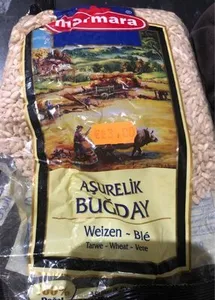 marmara
AŞURELİK
BUĞDAY
Weizen - Blé
Tarwe - Wheat - Vete